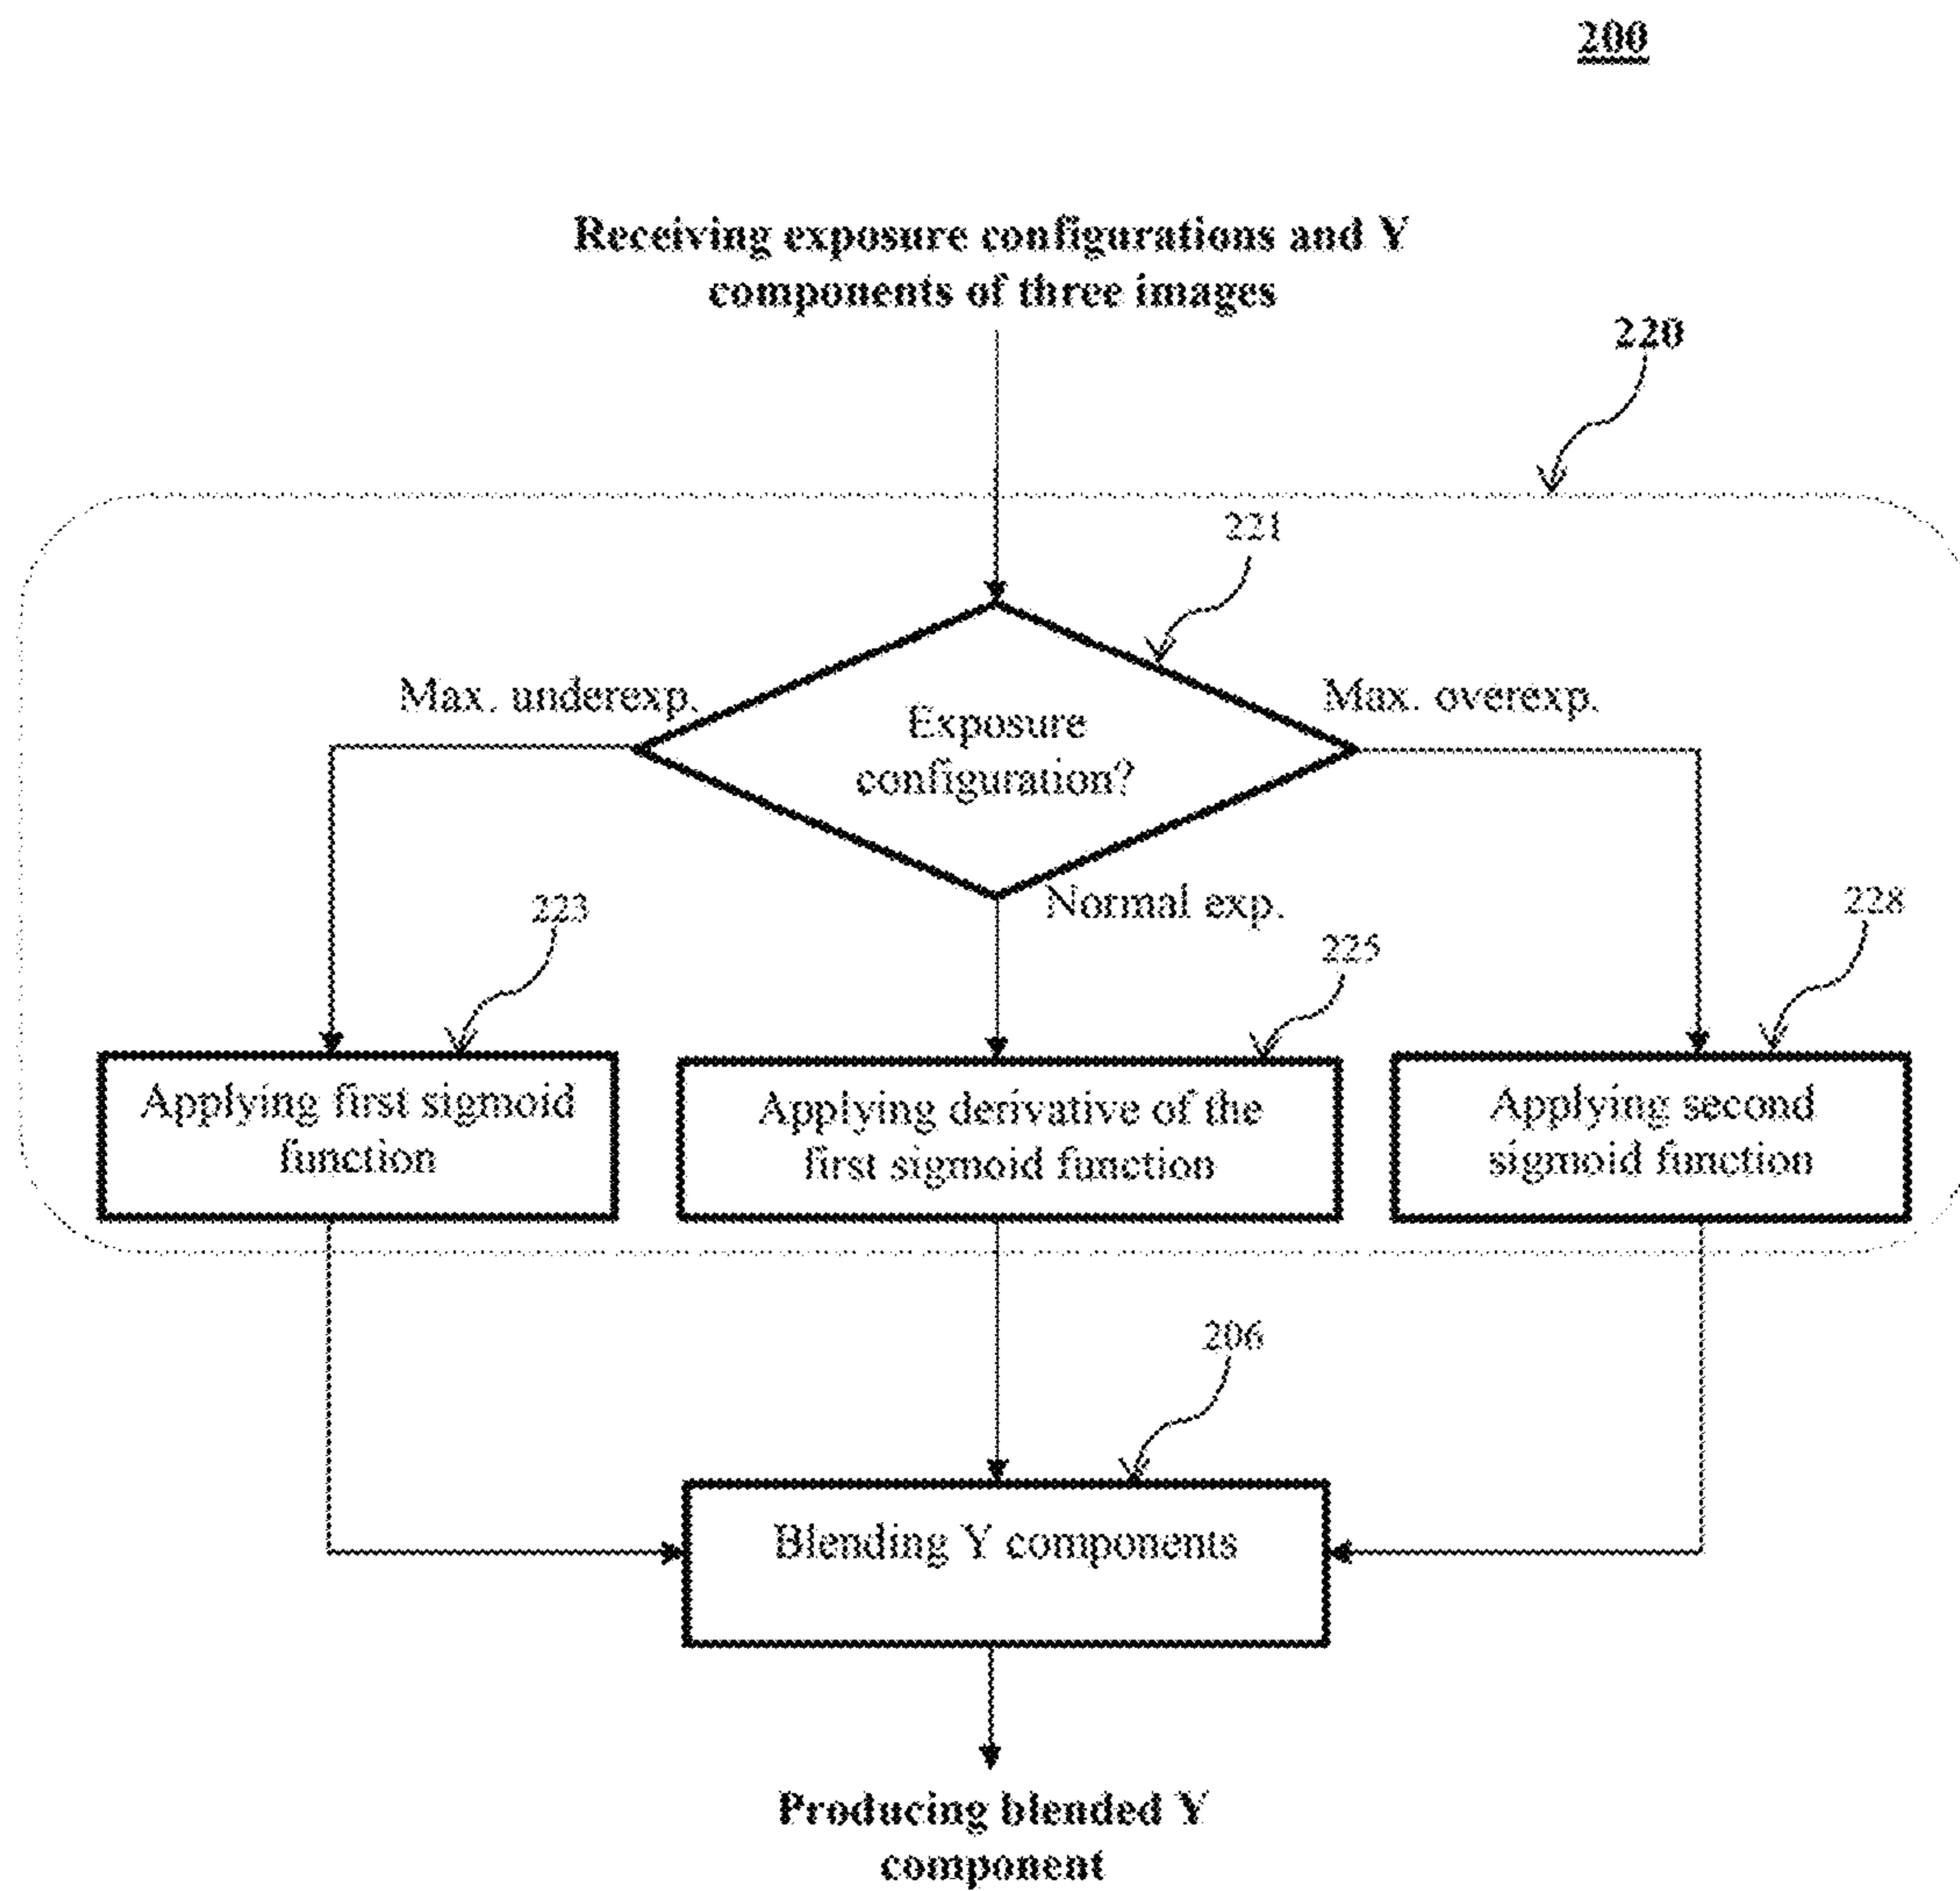 200
Receiving exposure configurations and Y
components of three images
220
221
Max. underexp.
Max. overexp.
Exposure
configuration?
Normal exp.
223
225
228
Applying first sigmoid
function
Applying derivative of the
first sigmoid function
Applying second
sigmoid function
206
Blending Y components
Producing blended Y
component